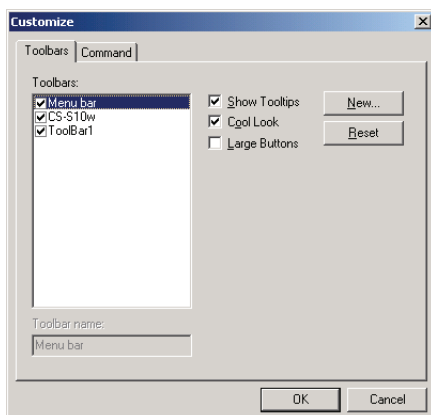 Customize
Toolbars Command
Toolbars:
Menu bar
CS-S10w
ToolBar1
Show Tooltips
Cool Look
Large Buttons
New...
Reset
Toolbar name:
Menu bar
OK Cancel